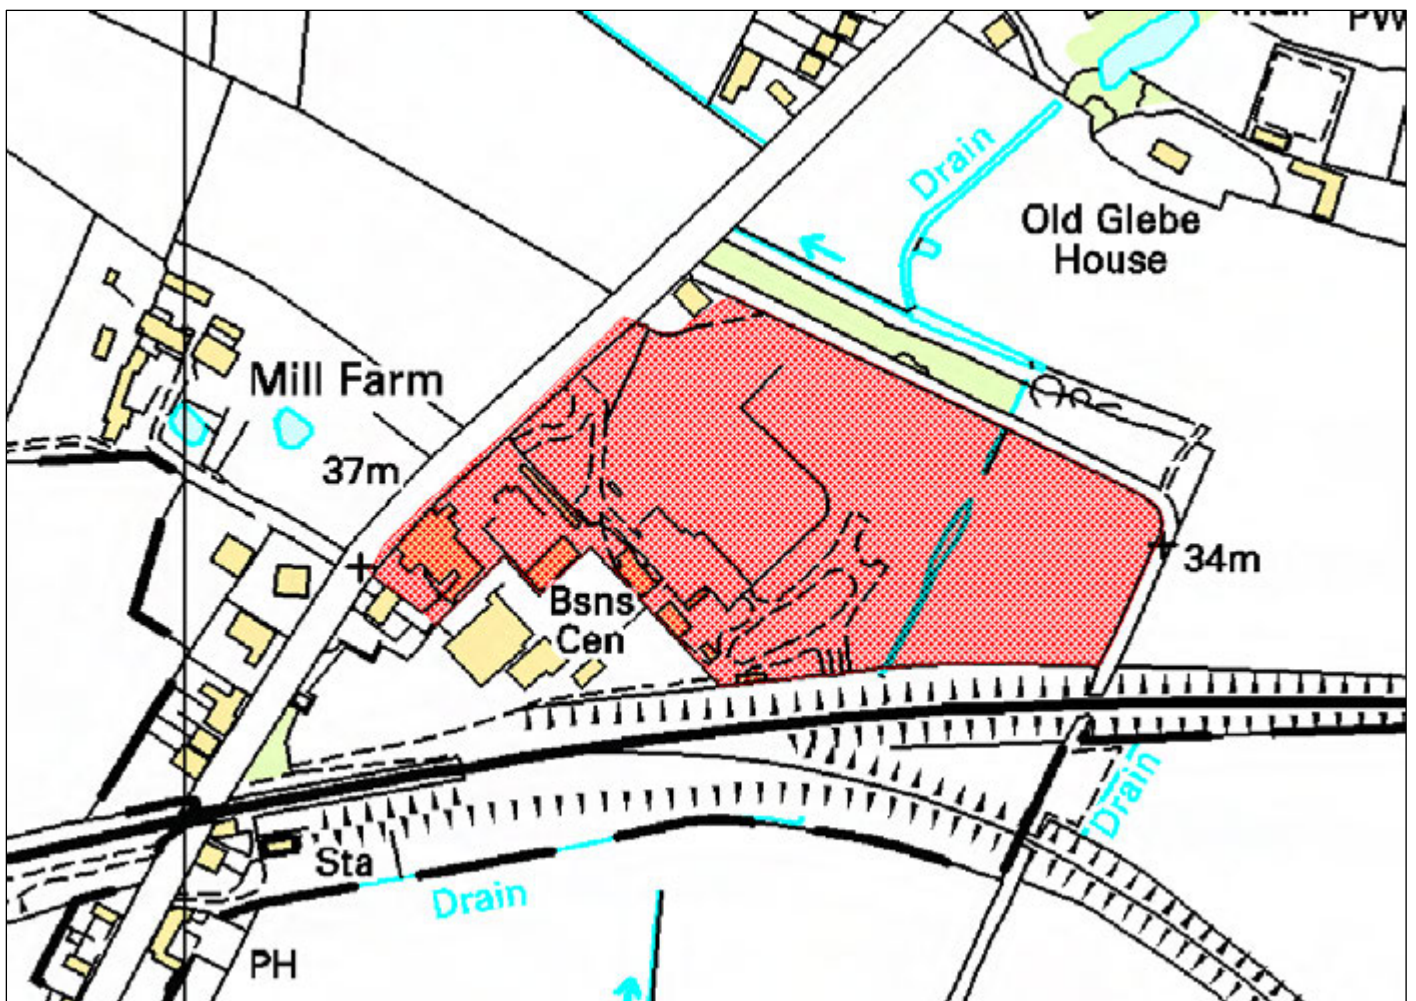 PW
Drain
Old Glebe
House
Mill Farm
37m
34m
Bsns
Cen
Drain
Sta
Drain
PH